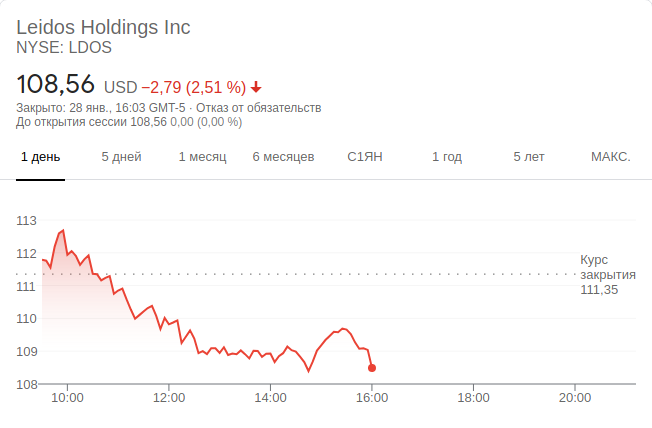 Leidos Holdings Inc
NYSE: LDOS
108,56 USD −2,79 (2,51 %)
Закрыто: 28 янв., 16:03 GMT-5 · Отказ от обязательств
До открытия сессии 108,56 0,00 (0,00 %)
1 день 5 дней 1 месяц 6 месяцев С1ЯН 1 год 5 лет МАКС.
113
112
Курс
закрытия
111,35
111
110
109
108
10:00 12:00 14:00 16:00 18:00 20:00